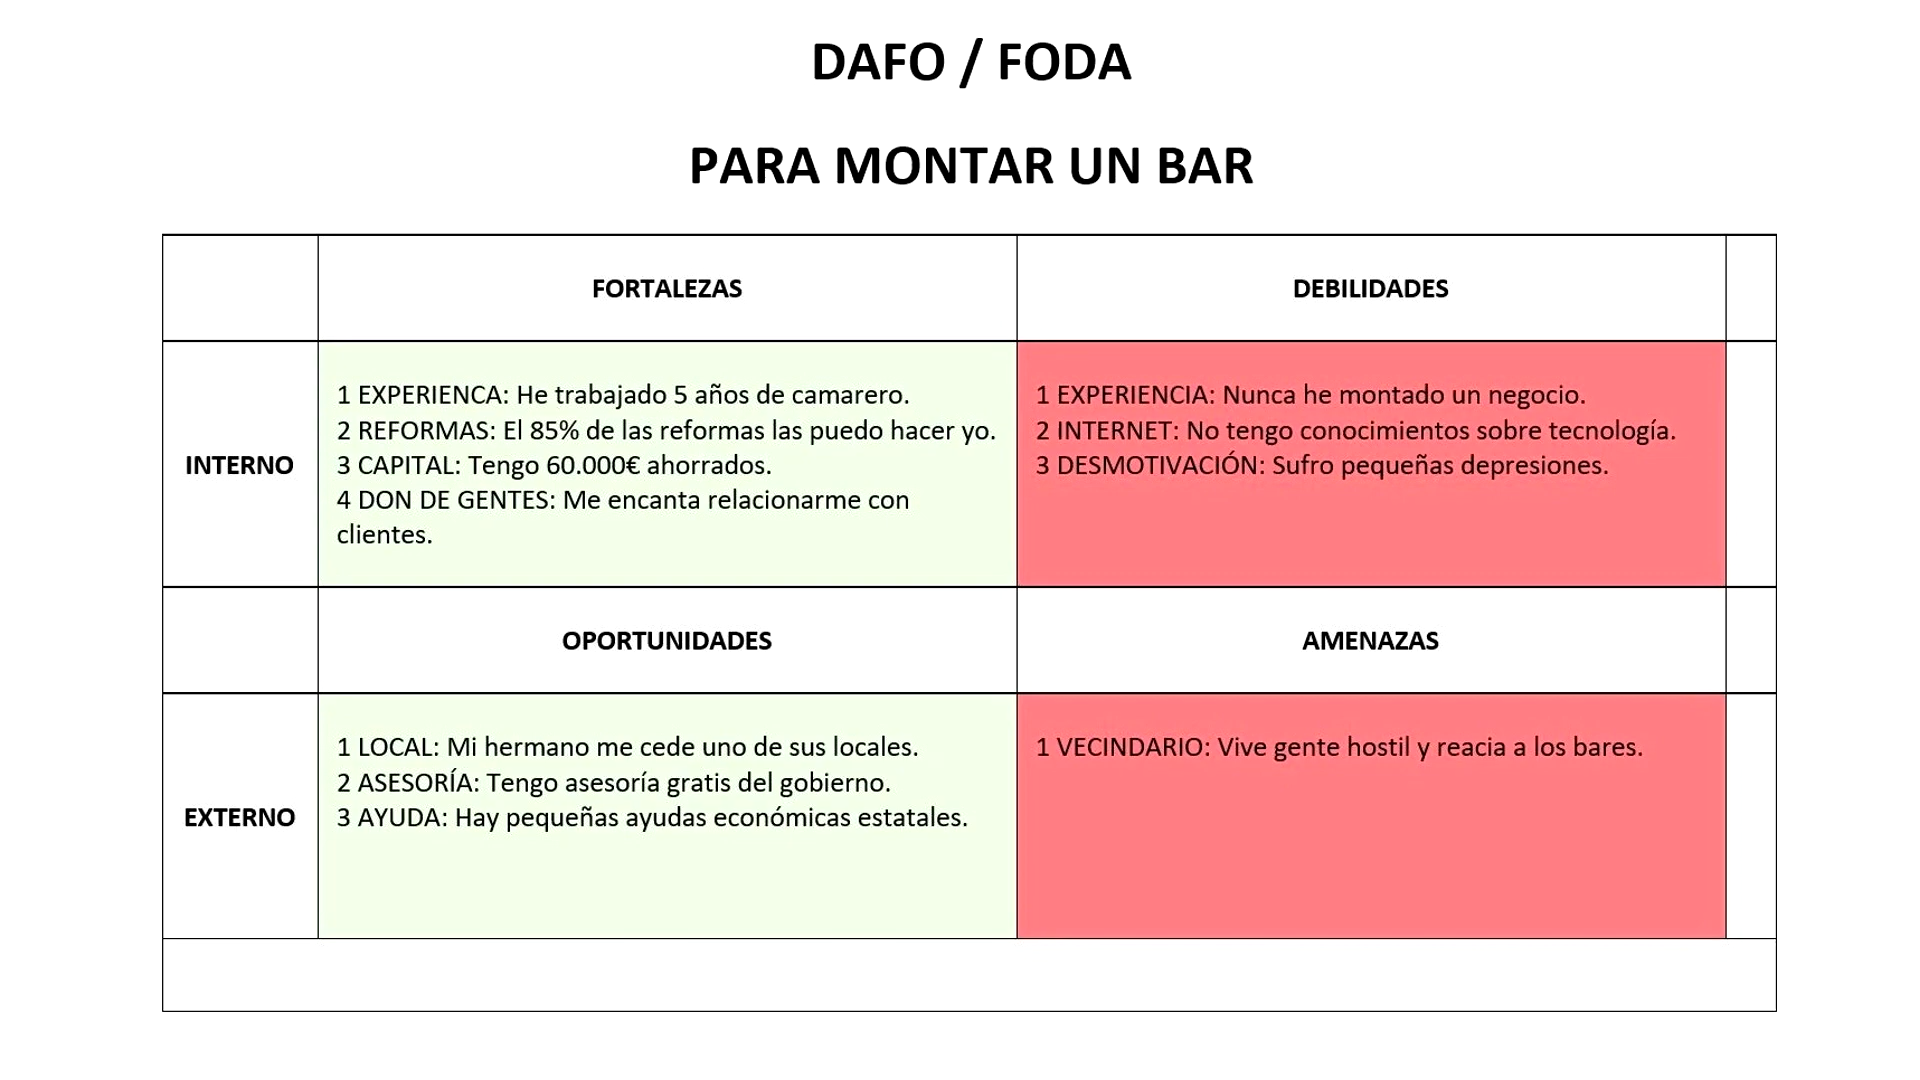 DAFO / FODA
PARA MONTAR UN BAR
FORTALEZAS
DEBILIDADES
INTERNO
1 EXPERIENCA: He trabajado 5 años de camarero.
2 REFORMAS: El 85% de las reformas las puedo hacer yo.
3 CAPITAL: Tengo 60.000€ ahorrados.
4 DON DE GENTES: Me encanta relacionarme con
clientes.
1 EXPERIENCIA: Nunca he montado un negocio.
2 INTERNET: No tengo conocimientos sobre tecnología.
3 DESMOTIVACIÓN: Sufro pequeñas depresiones.
OPORTUNIDADES
AMENAZAS
EXTERNO
1 LOCAL: Mi hermano me cede uno de sus locales.
2 ASESORÍA: Tengo asesoría gratis del gobierno.
3 AYUDA: Hay pequeñas ayudas económicas estatales.
1 VECINDARIO: Vive gente hostil y reacia a los bares.